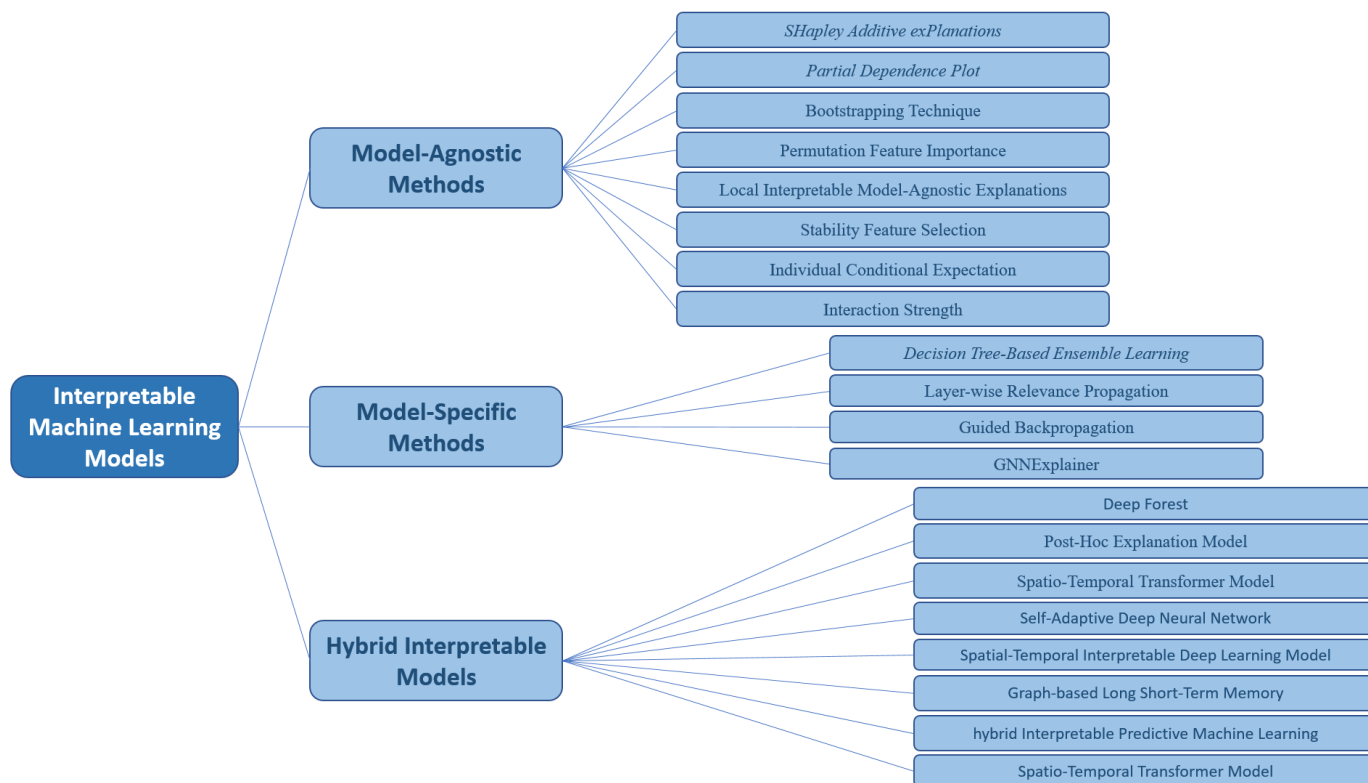 SHapley Additive exPlanations
Partial Dependence Plot
Bootstrapping Technique
Model-Agnostic
Methods
Permutation Feature Importance
Local Interpretable Model-Agnostic Explanations
Stability Feature Selection
Individual Conditional Expectation
Interaction Strength
Interpretable
Machine Learning
Models
Model-Specific
Methods
Decision Tree-Based Ensemble Learning
Layer-wise Relevance Propagation
Guided Backpropagation
GNNExplainer
Hybrid Interpretable
Models
Deep Forest
Post-Hoc Explanation Model
Spatio-Temporal Transformer Model
Self-Adaptive Deep Neural Network
Spatial-Temporal Interpretable Deep Learning Model
Graph-based Long Short-Term Memory
hybrid Interpretable Predictive Machine Learning
Spatio-Temporal Transformer Model